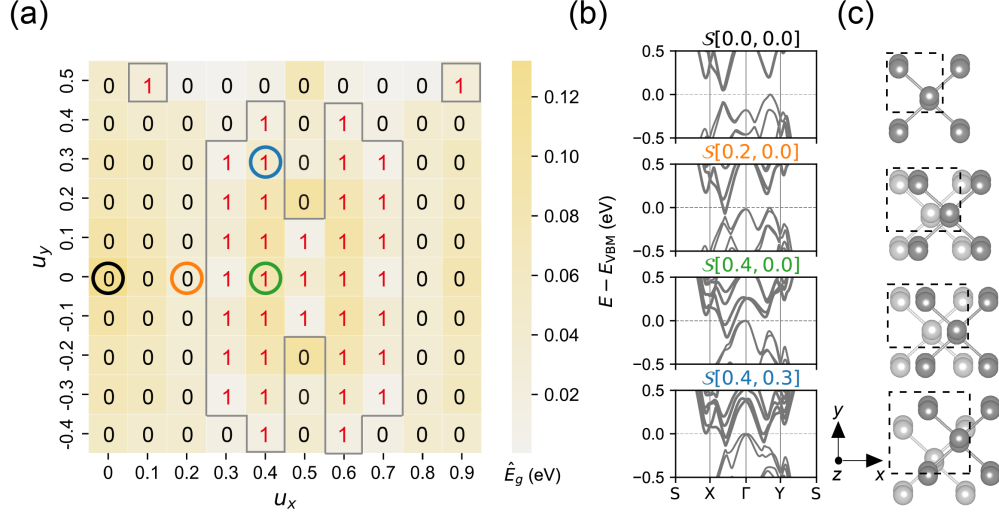 (a)
(b)
(c)
0.5 0 1 0 0 0 0 0 0 0 1
0.4 0 0 0 0 1 0 1 0 0 0
0.3 0 0 0 1 1 0 1 1 0 0
0.2 0 0 0 1 1 0 1 1 0 0
0.1 0 0 0 1 1 1 1 1 0 0
0 0 0 0 1 1 1 1 1 0 0
-0.1 0 0 0 1 1 1 1 1 0 0
-0.2 0 0 0 1 1 0 1 1 0 0
-0.3 0 0 0 1 1 0 1 1 0 0
-0.4 0 0 0 0 1 0 1 0 0 0
0 0.1 0.2 0.3 0.4 0.5 0.6 0.7 0.8 0.9
u_x
u_y
0.12
0.10
0.08
0.06
0.04
0.02
Ê_g (eV)
E − E_VBM (eV)
𝒮[0.0, 0.0]
0.5
0.0
−0.5
𝒮[0.2, 0.0]
0.5
0.0
−0.5
𝒮[0.4, 0.0]
0.5
0.0
−0.5
𝒮[0.4, 0.3]
0.5
0.0
−0.5
S X Γ Y S
y
z x